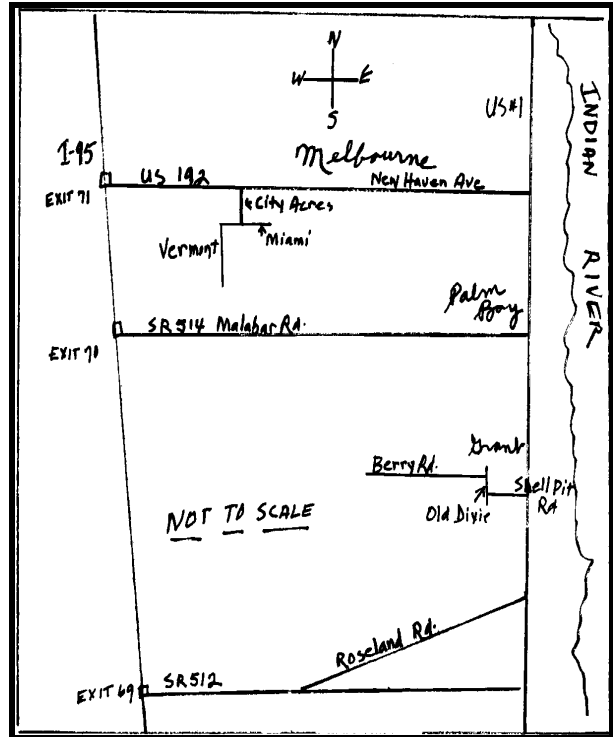 N
W E
S
US#1
INDIAN RIVER
I-95
Melbourne
US 192
New Haven Ave
EXIT 71
City Acres
Miami
Vermont
Palm
Bay
SR514 Malabar Rd.
EXIT 70
Grant
Berry Rd.
Shell Pit
Rd
Old Dixie
NOT TO SCALE
Roseland Rd.
EXIT 69
SR512